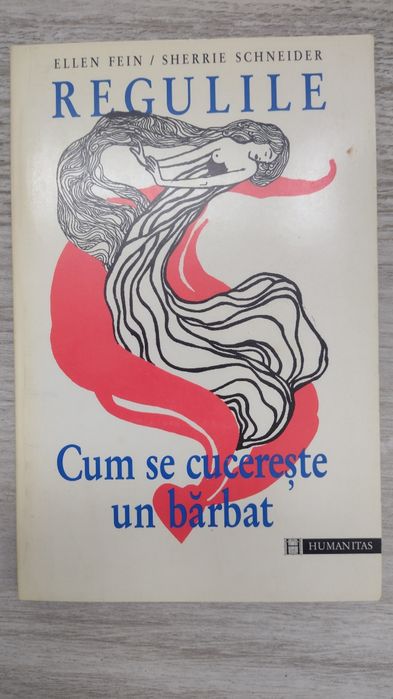 ELLEN FEIN / SHERRIE SCHNEIDER
REGULILE
Cum se cucerește
un bărbat
H HUMANITAS